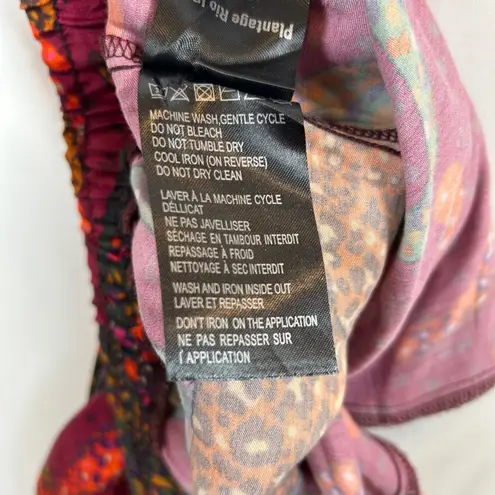 Plantage Rio
MACHINE WASH,GENTLE CYCLE
DO NOT BLEACH
DO NOT TUMBLE DRY
COOL IRON (ON REVERSE)
DO NOT DRY CLEAN
LAVER À LA MACHINE CYCLE
DÉLLICAT
NE PAS JAVELLISER
SÉCHAGE EN TAMBOUR INTERDIT
REPASSAGE À FROID
NETTOYAGE À SEC INTERDIT
WASH AND IRON INSIDE OUT
LAVER ET REPASSER
DON'T IRON ON THE APPLICATION
NE PAS REPASSER SUR
l´APPLICATION